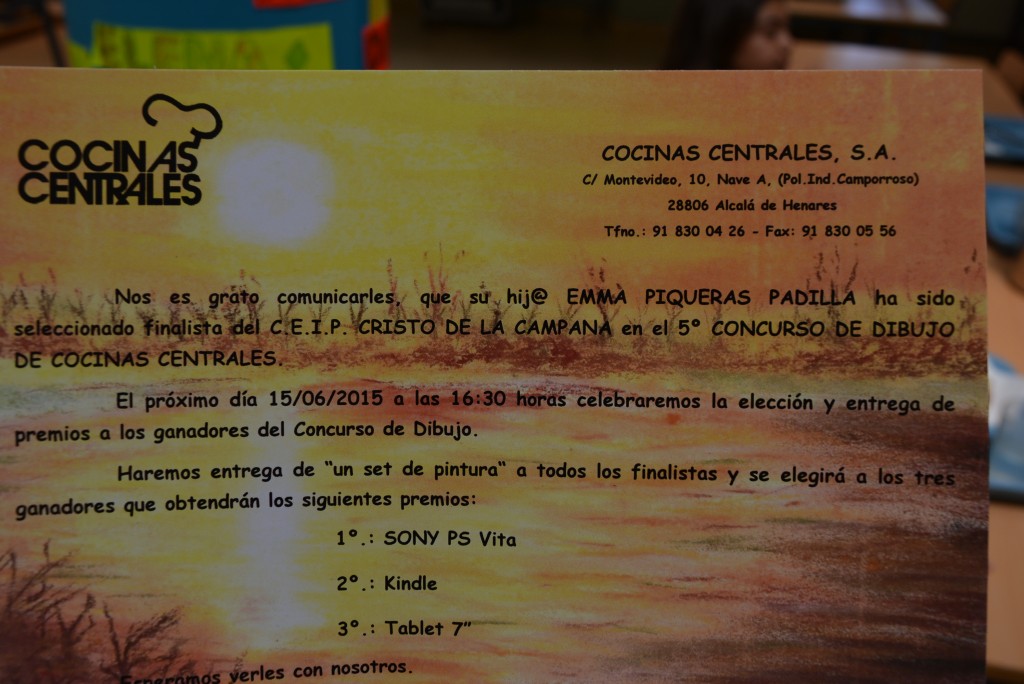 ELEMA
COCINAS
CENTRALES
COCINAS CENTRALES, S.A.
C/ Montevideo, 10, Nave A, (Pol.Ind.Camporroso)
28806 Alcalá de Henares
Tfno.: 91 830 04 26 - Fax: 91 830 05 56
Nos es grato comunicarles, que su hij@ EMMA PIQUERAS PADILLA ha sido
seleccionado finalista del C.E.I.P. CRISTO DE LA CAMPANA en el 5º CONCURSO DE DIBUJO
DE COCINAS CENTRALES.
El próximo día 15/06/2015 a las 16:30 horas celebraremos la elección y entrega de
premios a los ganadores del Concurso de Dibujo.
Haremos entrega de "un set de pintura" a todos los finalistas y se elegirá a los tres
ganadores que obtendrán los siguientes premios:
1º.: SONY PS Vita
2º.: Kindle
3º.: Tablet 7"
Esperamos verles con nosotros.